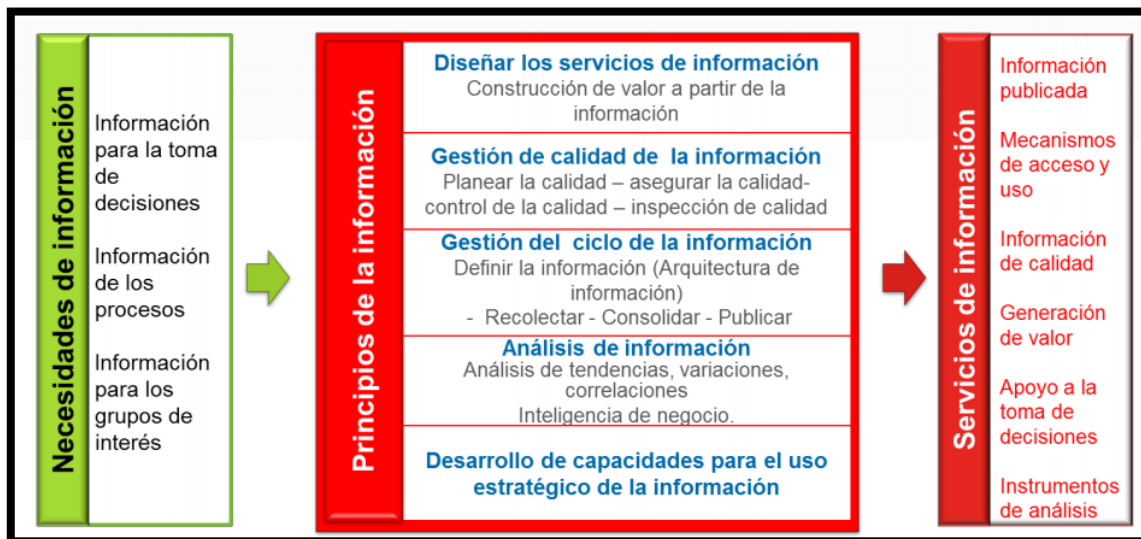 Necesidades de información
Información
para la toma
de
decisiones
Información
de los
procesos
Información
para los
grupos de
interés
Principios de la información
Diseñar los servicios de información
Construcción de valor a partir de la
información
Gestión de calidad de la información
Planear la calidad – asegurar la calidad-
control de la calidad – inspección de calidad
Gestión del ciclo de la información
Definir la información (Arquitectura de
información)
- Recolectar - Consolidar - Publicar
Análisis de información
Análisis de tendencias, variaciones,
correlaciones
Inteligencia de negocio.
Desarrollo de capacidades para el uso
estratégico de la información
Servicios de información
Información
publicada
Mecanismos
de acceso y
uso
Información
de calidad
Generación
de valor
Apoyo a la
toma de
decisiones
Instrumentos
de análisis